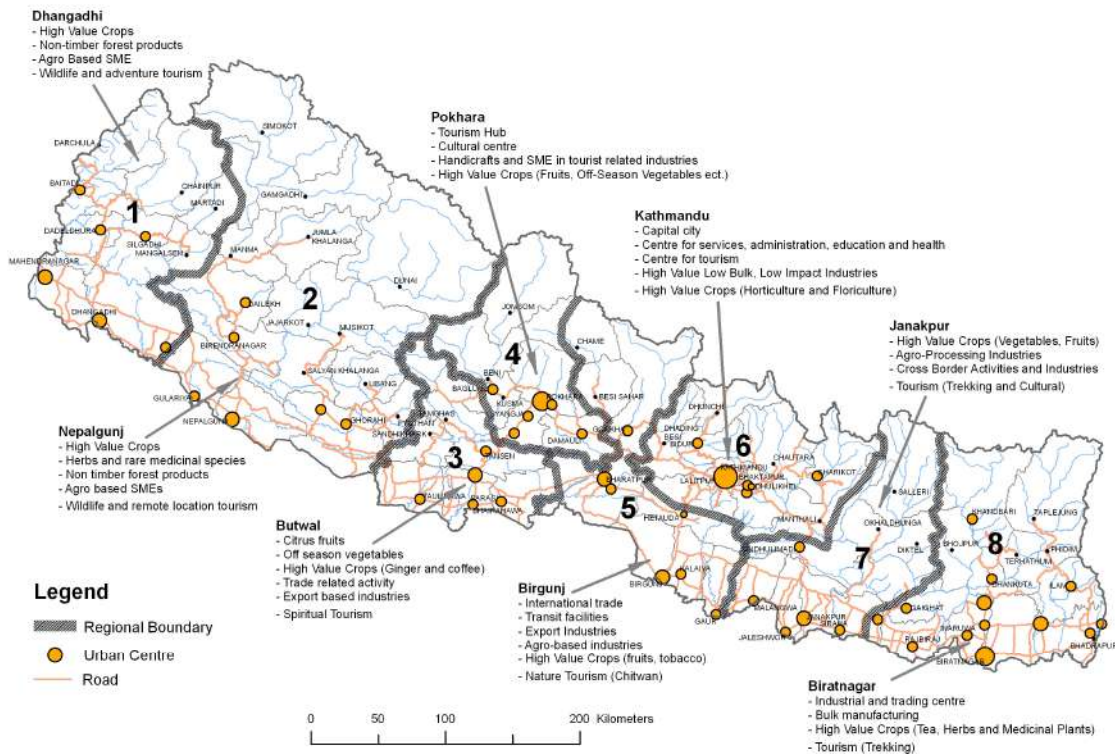 Dhangadhi
- High Value Crops
- Non-timber forest products
- Agro Based SME
- Wildlife and adventure tourism
Pokhara
- Tourism Hub
- Cultural centre
- Handicrafts and SME in tourist related industries
- High Value Crops (Fruits, Off-Season Vegetables ect.)
Kathmandu
- Capital city
- Centre for services, administration, education and health
- Centre for tourism
- High Value Low Bulk, Low Impact Industries
- High Value Crops (Horticulture and Floriculture)
Janakpur
- High Value Crops (Vegetables, Fruits)
- Agro-Processing Industries
- Cross Border Activities and Industries
- Tourism (Trekking and Cultural)
SIMOKOT
DARCHULA
BAITADI
CHAINPUR
MARTADI
GAMGADHI
1
DADELDHURA
SILGADHI
MANGALSEN
MAHENDRANAGAR
DHANGADHI
MANMA
JUMLA
KHALANGA
DUNAI
2
DAILEKH
JAJARKOT
MUSIKOT
BIRENDRANAGAR
SALYAN KHALANGA
LIBANG
GULARIYA
NEPALGUNJ
GHORAHI
JOMSOM
CHAME
4
BENI
BAGLUNG
KUSMA
POKHARA
BESI SAHAR
DAMAULI
GORKHA
3
TANSEN
TAULIHAWA
PARASI
BHAIRAHAWA
BHARATPUR
5
HETAUDA
KALAIYA
BIRGUNJ
GAUR
DHUNCHE
DHADING
BESI
BIDUR
6
CHAUTARA
KATHMANDU
BHAKTAPUR
LALITPUR
DHULIKHEL
CHARIKOT
MANTHALI
SINDHULIMADI
SALLERI
OKHALDHUNGA
DIKTEL
7
MALANGWA
JANAKPUR
JALESHWOR
SIRAHA
GAIGHAT
RAJBIRAJ
KHANDBARI
TAPLEJUNG
BHOJPUR
8
TERHATHUM
PHIDIM
DHANKUTA
ILAM
INARUWA
BIRATNAGAR
BHADRAPUR
Nepalgunj
- High Value Crops
- Herbs and rare medicinal species
- Non timber forest products
- Agro based SMEs
- Wildlife and remote location tourism
Butwal
- Citrus fruits
- Off season vegetables
- High Value Crops (Ginger and coffee)
- Trade related activity
- Export based industries
- Spiritual Tourism
Birgunj
- International trade
- Transit facilities
- Export Industries
- Agro-based industries
- High Value Crops (fruits, tobacco)
- Nature Tourism (Chitwan)
Biratnagar
- Industrial and trading centre
- Bulk manufacturing
- High Value Crops (Tea, Herbs and Medicinal Plants)
- Tourism (Trekking)
Legend
Regional Boundary
Urban Centre
Road
0 50 100 200 Kilometers